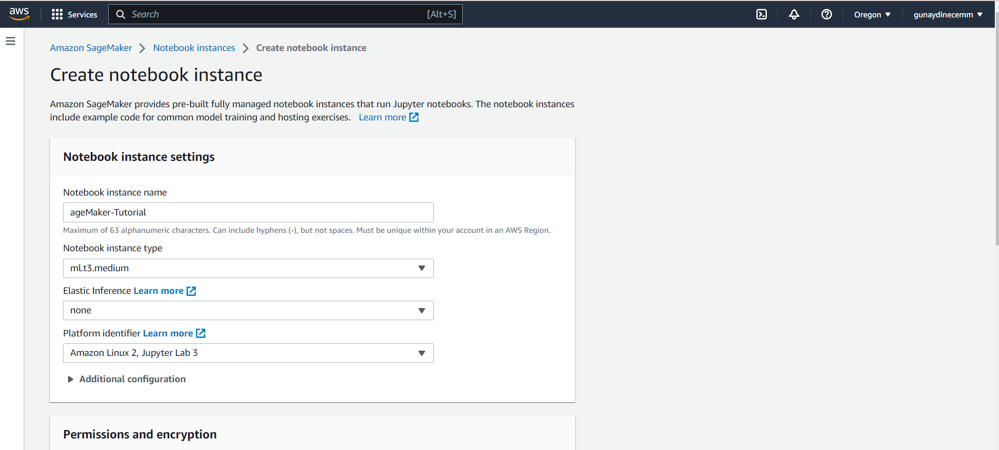 aws Services Search [Alt+S] Oregon gunaydinecemm
Amazon SageMaker Notebook instances Create notebook instance
Create notebook instance
Amazon SageMaker provides pre-built fully managed notebook instances that run Jupyter notebooks. The notebook instances
include example code for common model training and hosting exercises. Learn more
Notebook instance settings
Notebook instance name
ageMaker-Tutorial
Maximum of 63 alphanumeric characters. Can include hyphens (-), but not spaces. Must be unique within your account in an AWS Region.
Notebook instance type
ml.t3.medium
Elastic Inference Learn more
none
Platform identifier Learn more
Amazon Linux 2, Jupyter Lab 3
Additional configuration
Permissions and encryption